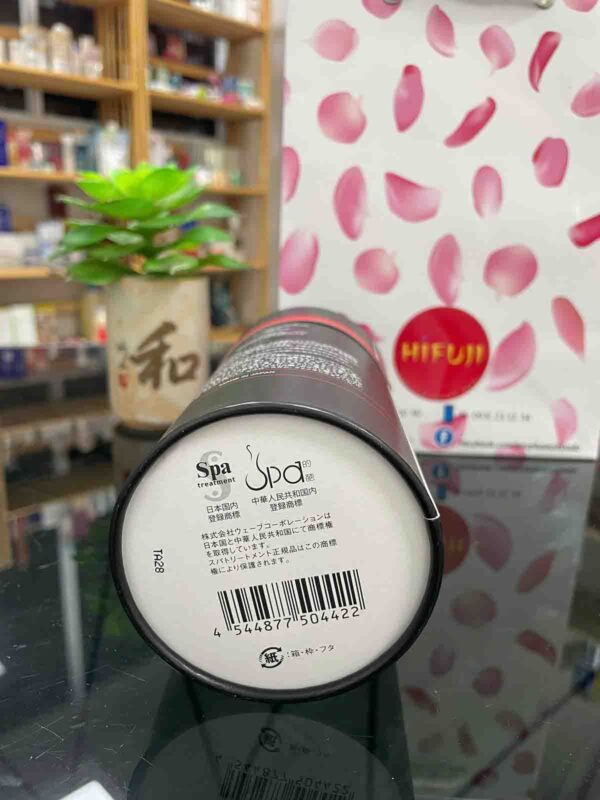 和
HIFUJI
Spa
treatment
日本国内
登録商標
Spa的葩
中華人民共和国内
登録商標
株式会社ウェーブコーポレーションは
日本国と中華人民共和国にて商標権
を取得しています。
スパトリートメント正規品はこの商標
権により保護されます。
TA28
4 544877 504422
紙 :箱・枠・フタ